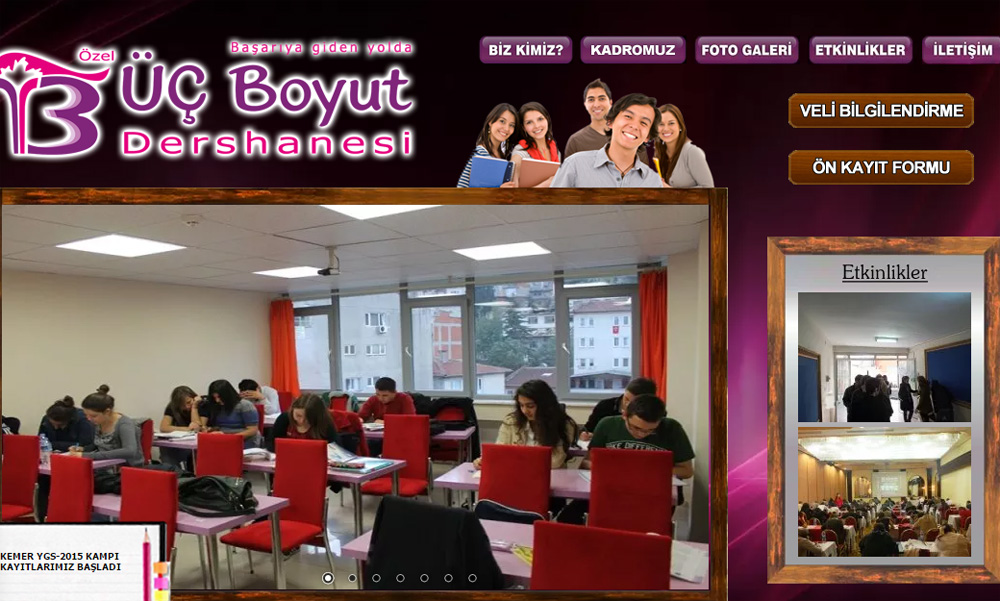 Başarıya giden yolda
Özel
ÜÇ Boyut
Dershanesi
BİZ KİMİZ?
KADROMUZ
FOTO GALERİ
ETKİNLİKLER
İLETİŞİM
VELİ BİLGİLENDİRME
ÖN KAYIT FORMU
Etkinlikler
KEMER YGS-2015 KAMPI
KAYITLARIMIZ BAŞLADI